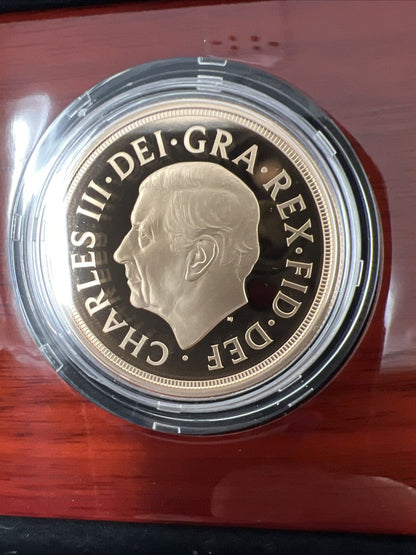 · CHARLES III · DEI · GRA · REX · FID · DEF